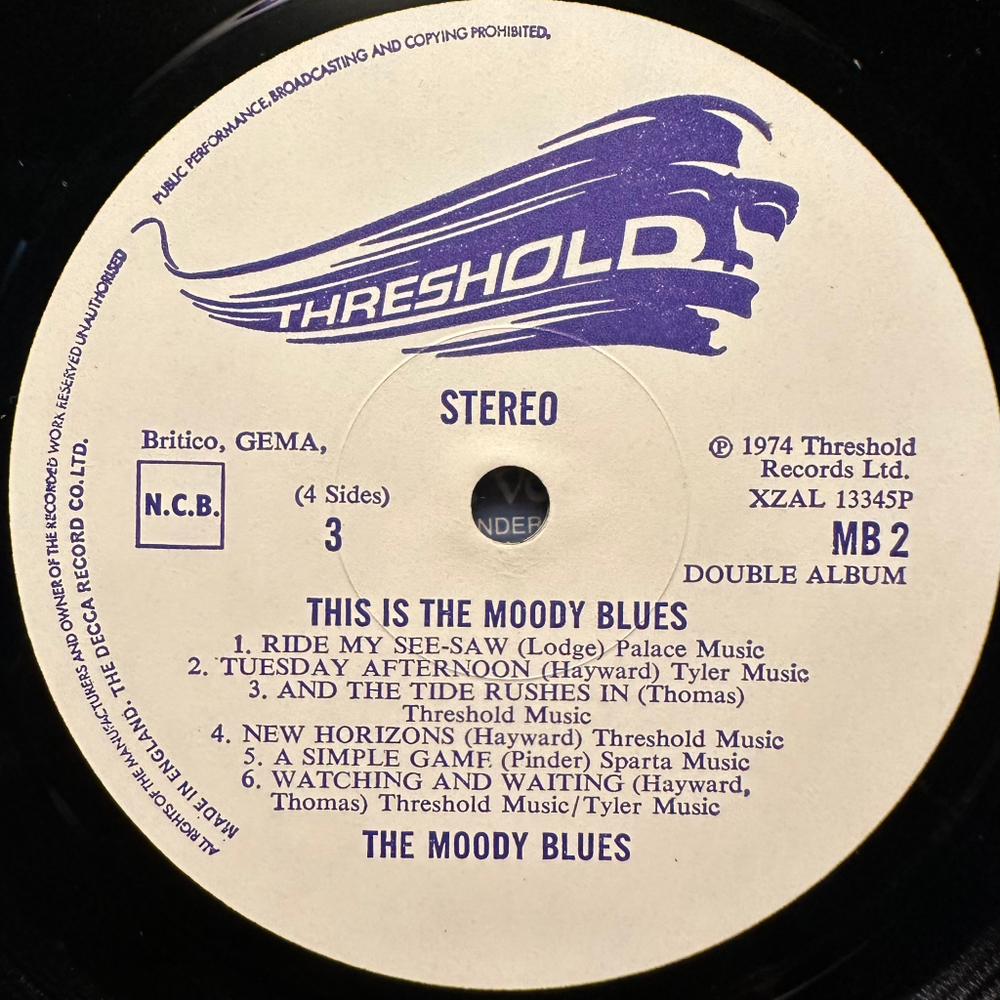 PUBLIC PERFORMANCE, BROADCASTING AND COPYING PROHIBITED,
THRESHOLD
ALL RIGHTS OF THE MANUFACTURERS AND OWNER OF THE RECORDED WORK RESERVED UNAUTHORISED
MADE IN ENGLAND. THE DECCA RECORD CO. LTD.
STEREO
Britico, GEMA,
N.C.B.
(4 Sides)
3
℗ 1974 Threshold
Records Ltd.
XZAL 13345P
MB 2
DOUBLE ALBUM
NDER
THIS IS THE MOODY BLUES
1. RIDE MY SEE-SAW (Lodge) Palace Music
2. TUESDAY AFTERNOON (Hayward) Tyler Music
3. AND THE TIDE RUSHES IN (Thomas)
Threshold Music
4. NEW HORIZONS (Hayward) Threshold Music
5. A SIMPLE GAME (Pinder) Sparta Music
6. WATCHING AND WAITING (Hayward,
Thomas) Threshold Music/Tyler Music
THE MOODY BLUES